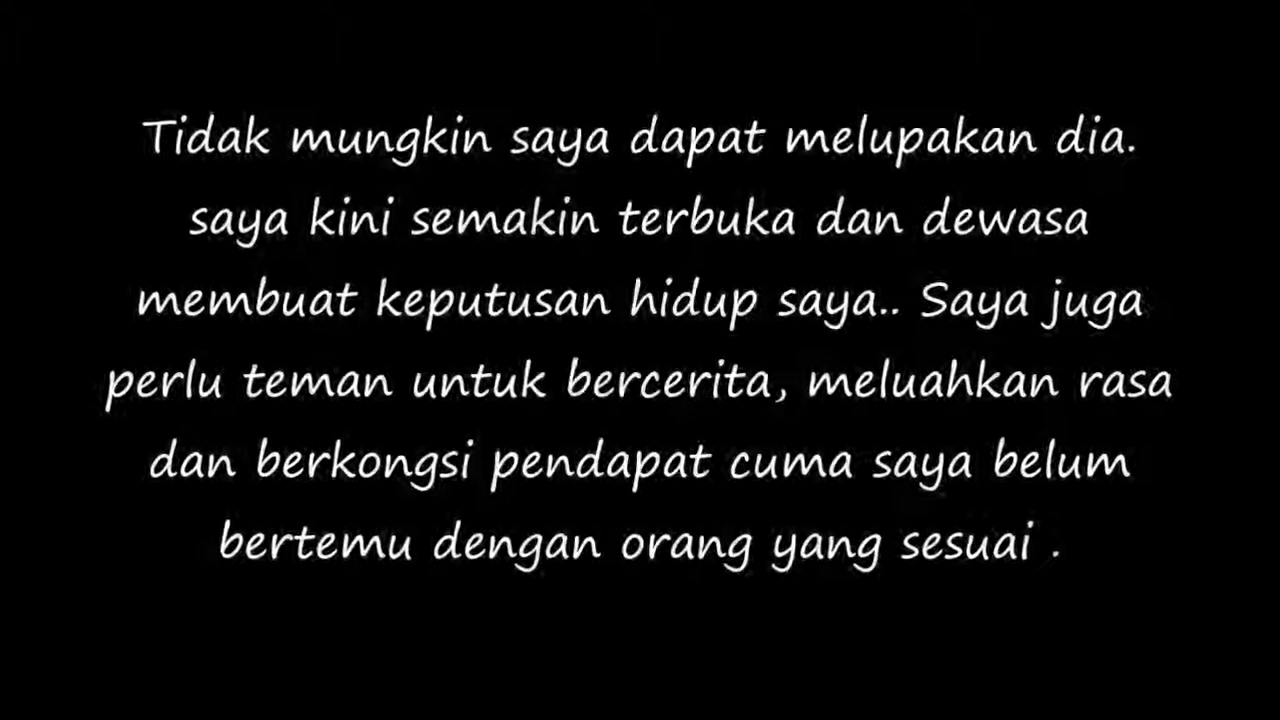 Tidak mungkin saya dapat melupakan dia.
saya kini semakin terbuka dan dewasa
membuat keputusan hidup saya.. Saya juga
perlu teman untuk bercerita, meluahkan rasa
dan berkongsi pendapat cuma saya belum
bertemu dengan orang yang sesuai .